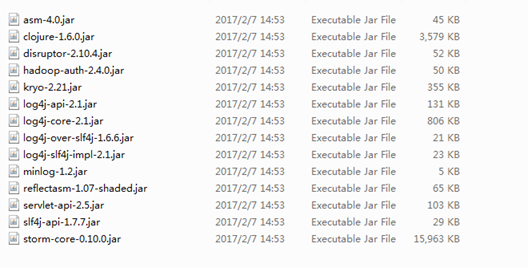 asm-4.0.jar 2017/2/7 14:53 Executable Jar File 45 KB
clojure-1.6.0.jar 2017/2/7 14:53 Executable Jar File 3,579 KB
disruptor-2.10.4.jar 2017/2/7 14:53 Executable Jar File 52 KB
hadoop-auth-2.4.0.jar 2017/2/7 14:53 Executable Jar File 50 KB
kryo-2.21.jar 2017/2/7 14:53 Executable Jar File 355 KB
log4j-api-2.1.jar 2017/2/7 14:53 Executable Jar File 131 KB
log4j-core-2.1.jar 2017/2/7 14:53 Executable Jar File 806 KB
log4j-over-slf4j-1.6.6.jar 2017/2/7 14:53 Executable Jar File 21 KB
log4j-slf4j-impl-2.1.jar 2017/2/7 14:53 Executable Jar File 23 KB
minlog-1.2.jar 2017/2/7 14:53 Executable Jar File 5 KB
reflectasm-1.07-shaded.jar 2017/2/7 14:53 Executable Jar File 65 KB
servlet-api-2.5.jar 2017/2/7 14:53 Executable Jar File 103 KB
slf4j-api-1.7.7.jar 2017/2/7 14:53 Executable Jar File 29 KB
storm-core-0.10.0.jar 2017/2/7 14:53 Executable Jar File 15,963 KB